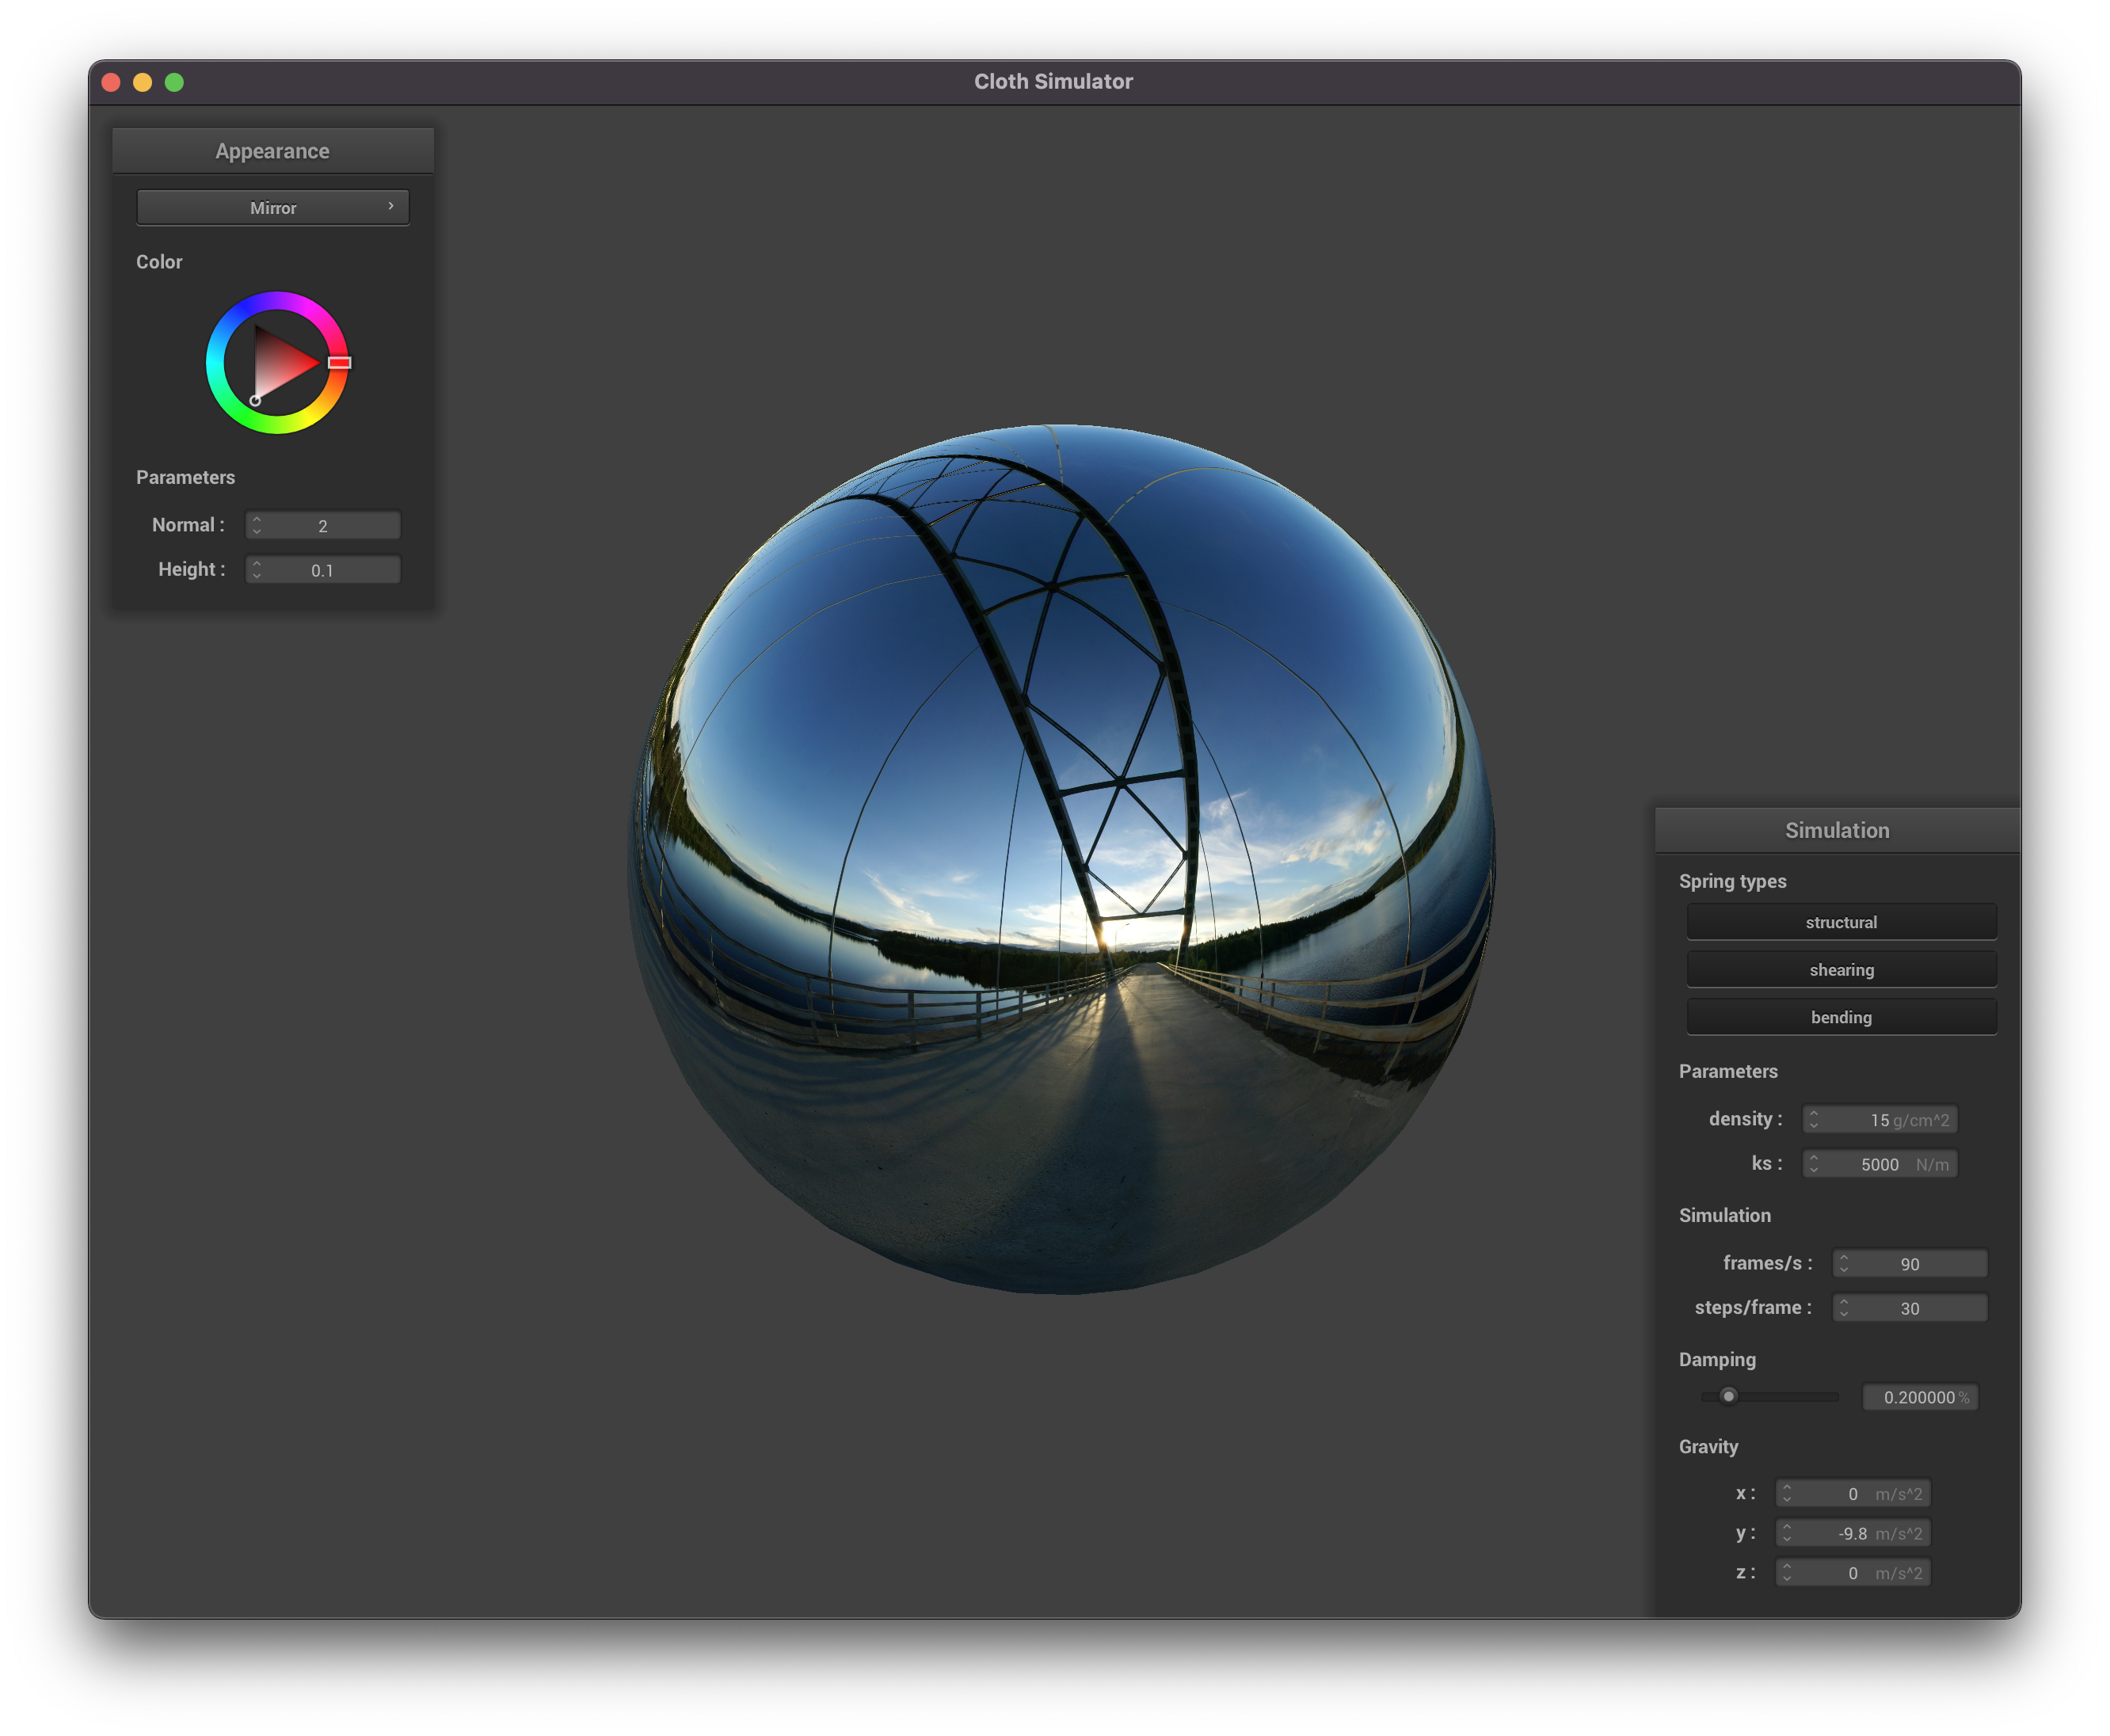 Cloth Simulator
Appearance
Mirror
Color
Parameters
Normal : 2
Height : 0.1
Simulation
Spring types
structural
shearing
bending
Parameters
density : 15 g/cm^2
ks : 5000 N/m
Simulation
frames/s : 90
steps/frame : 30
Damping
0.200000 %
Gravity
x : 0 m/s^2
y : -9.8 m/s^2
z : 0 m/s^2